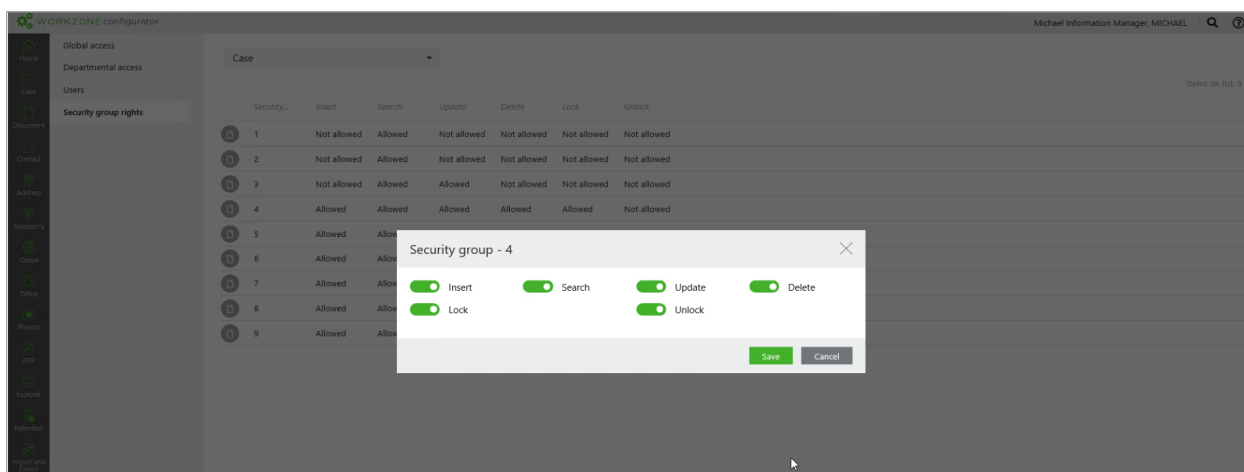 WORKZONE configurator
Michael Information Manager, MICHAEL
Home
Case
Document
Contact
Address
Taxonomy
Global
Office
Process
PDF
Explorer
Retention
Import and
Export
Global access
Departmental access
Users
Security group rights
Case
Items on list: 9
Security... Insert Search Update Delete Lock Unlock
1 Not allowed Allowed Not allowed Not allowed Not allowed Not allowed
2 Not allowed Allowed Not allowed Not allowed Not allowed Not allowed
3 Not allowed Allowed Allowed Not allowed Not allowed Not allowed
4 Allowed Allowed Allowed Allowed Allowed Not allowed
5 Allowed Allow
6 Allowed Allow
7 Allowed Allow
8 Allowed Allow
9 Allowed Allow
Security group - 4
Insert Search Update Delete
Lock Unlock
Save Cancel